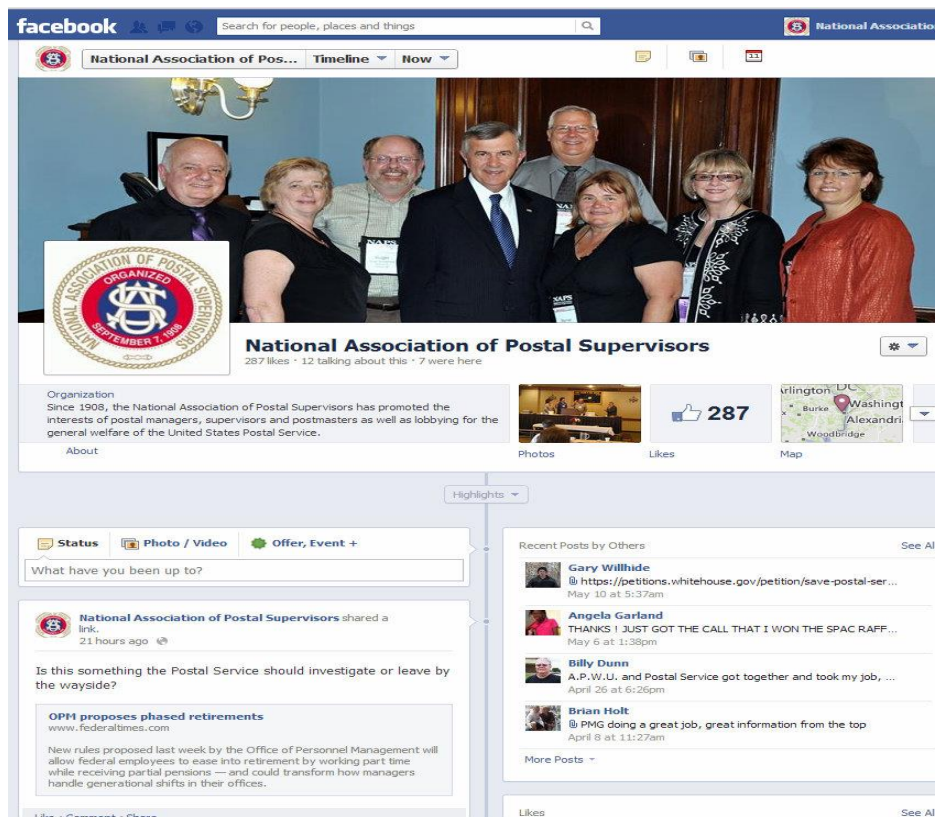 facebook
Search for people, places and things
National Associatio
National Association of Pos... Timeline Now
11
NAPS
NAPS
NATIONAL ASSOCIATION OF POSTAL SUPERVISORS
ORGANIZED
SEPTEMBER 7, 1908
National Association of Postal Supervisors
287 likes · 12 talking about this · 7 were here
Organization
Since 1908, the National Association of Postal Supervisors has promoted the
interests of postal managers, supervisors and postmasters as well as lobbying for the
general welfare of the United States Postal Service.
About
Photos
287
Likes
rlington DC
Burke Washingt
Alexandri
Woodbridge
Map
Highlights
Status Photo / Video Offer, Event +
What have you been up to?
National Association of Postal Supervisors shared a
link.
21 hours ago
Is this something the Postal Service should investigate or leave by
the wayside?
OPM proposes phased retirements
www.federaltimes.com
New rules proposed last week by the Office of Personnel Management will
allow federal employees to ease into retirement by working part time
while receiving partial pensions — and could transform how managers
handle generational shifts in their offices.
Like · Comment · Share
Recent Posts by Others See Al
Gary Willhide
https://petitions.whitehouse.gov/petition/save-postal-ser...
May 10 at 5:37am
Angela Garland
THANKS ! JUST GOT THE CALL THAT I WON THE SPAC RAFF...
May 6 at 1:38pm
Billy Dunn
A.P.W.U. and Postal Service got together and took my job, ...
April 26 at 6:26pm
Brian Holt
PMG doing a great job, great information from the top
April 8 at 11:27am
More Posts
Likes See Al